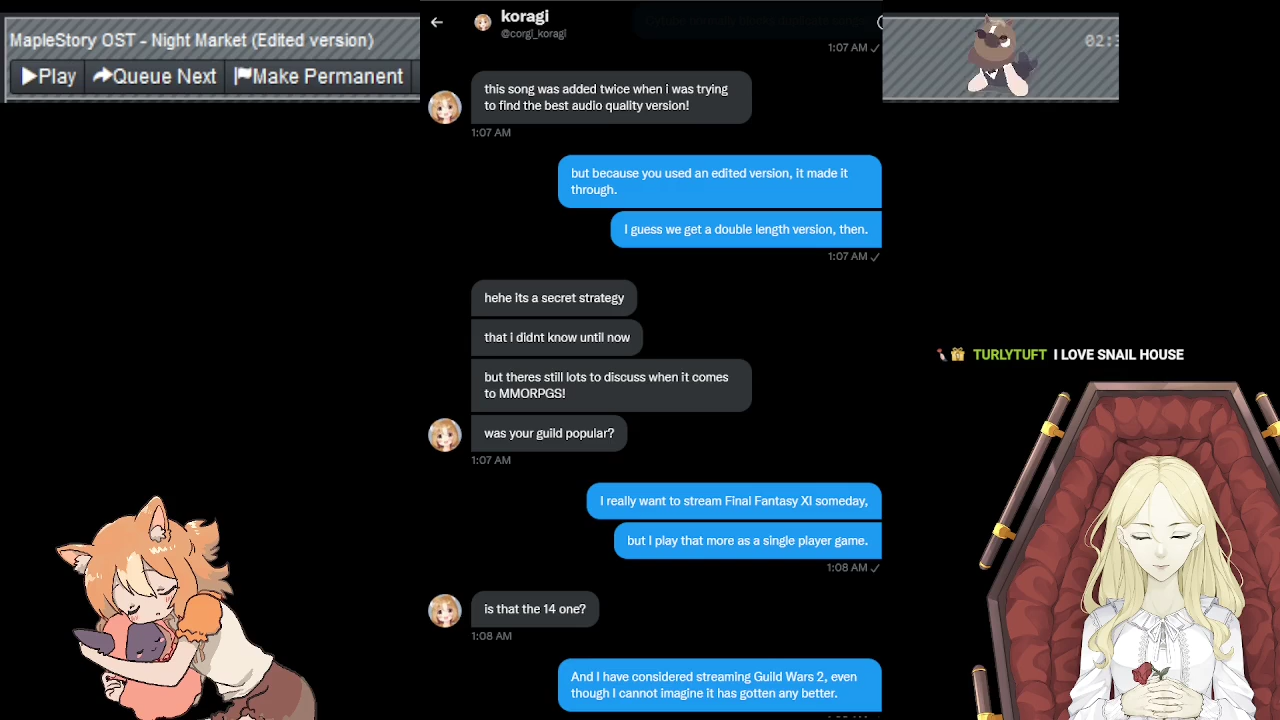 MapleStory OST - Night Market (Edited version)
Play
Queue Next
Make Permanent
koragi
@corgi_koragi
1:07 AM
02:3
this song was added twice when i was trying
to find the best audio quality version!
1:07 AM
but because you used an edited version, it made it
through.
I guess we get a double length version, then.
1:07 AM
hehe its a secret strategy
that i didnt know until now
but theres still lots to discuss when it comes
to MMORPGS!
was your guild popular?
1:07 AM
TURLYTUFT I LOVE SNAIL HOUSE
I really want to stream Final Fantasy XI someday,
but I play that more as a single player game.
1:08 AM
is that the 14 one?
1:08 AM
And I have considered streaming Guild Wars 2, even
though I cannot imagine it has gotten any better.